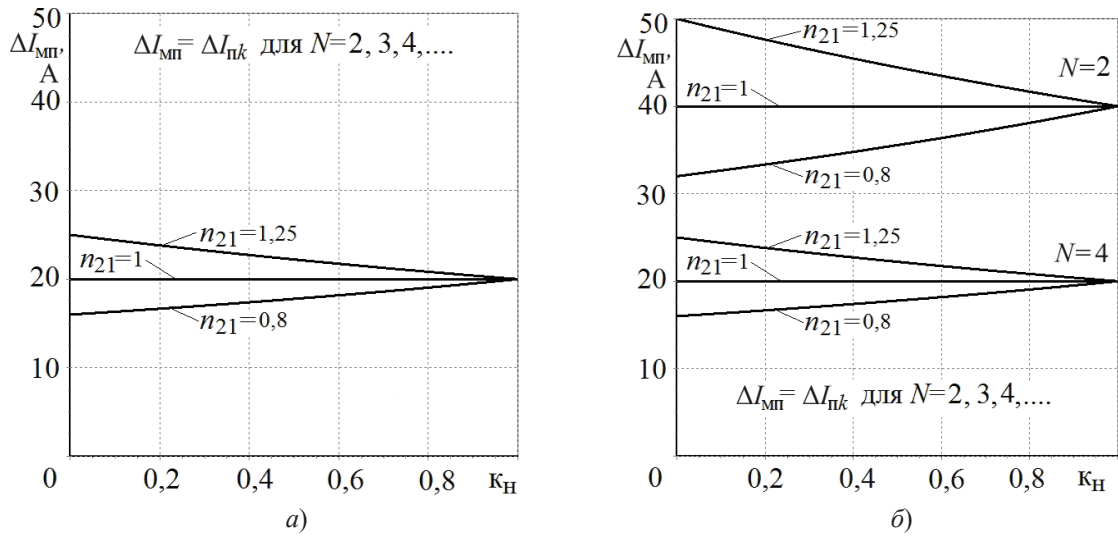 50
ΔIмп,
А
ΔIмп= ΔIпk для N=2, 3, 4,....
40
30
n21=1,25
n21=1
20
n21=0,8
10
0
0,2
0,4
0,6
0,8
кн
а)
50
ΔIмп,
А
n21=1,25
N=2
n21=1
40
n21=0,8
30
n21=1,25
N=4
n21=1
20
n21=0,8
10
ΔIмп= ΔIпk для N=2, 3, 4,....
0
0,2
0,4
0,6
0,8
кн
б)